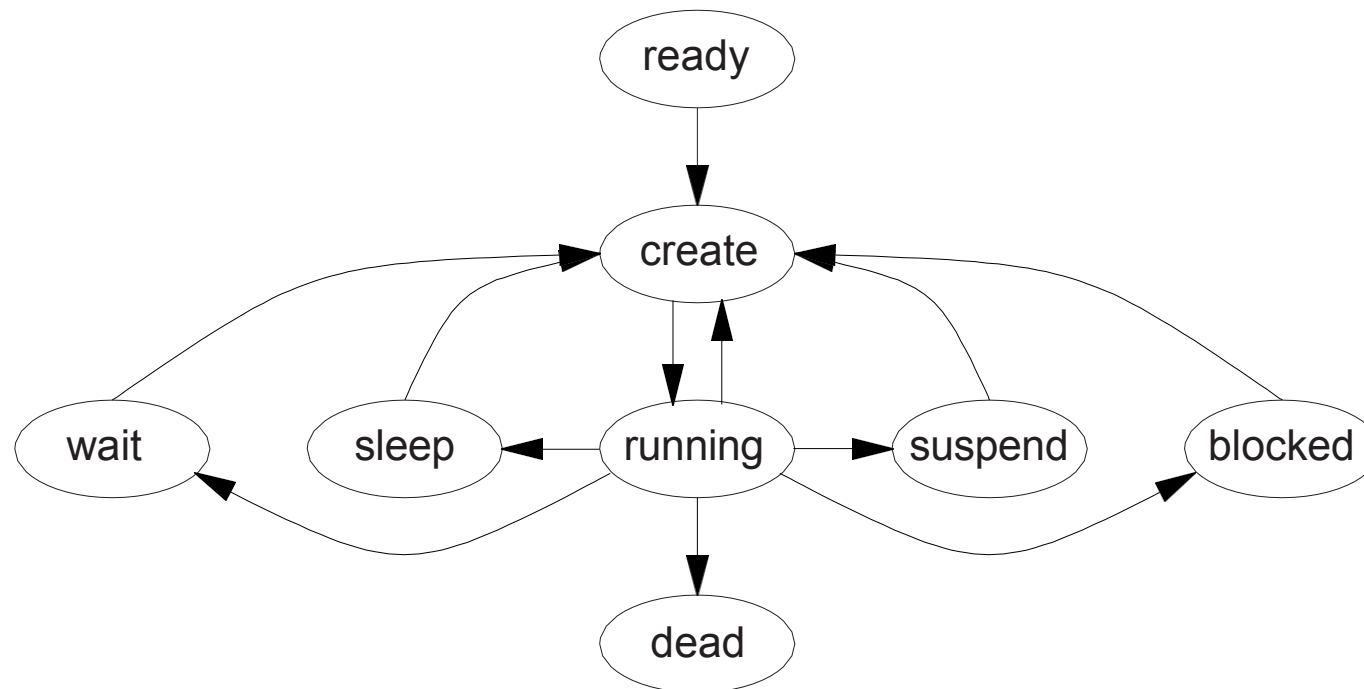 ready
create
wait
sleep
running
suspend
blocked
dead